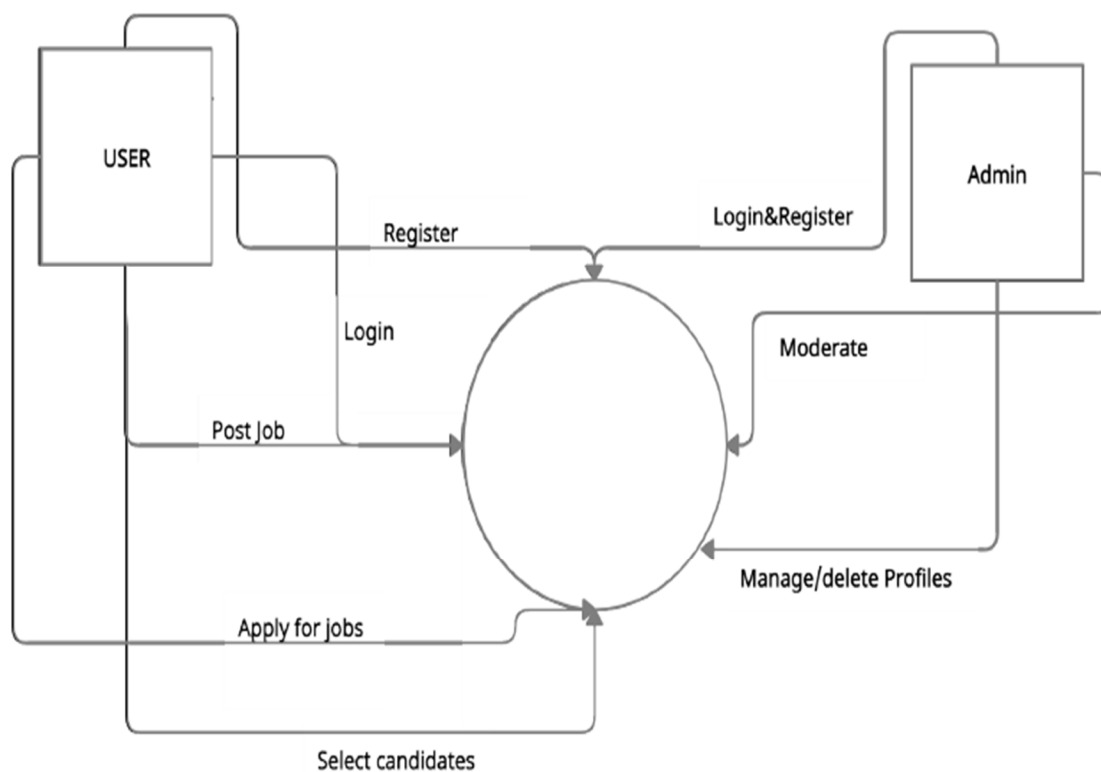 USER
Admin
Login&Register
Register
Login
Moderate
Post Job
Manage/delete Profiles
Apply for jobs
Select candidates